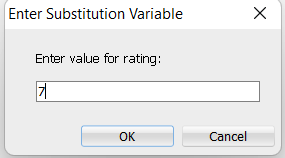 Enter Substitution Variable
Enter value for rating:
7
OK Cancel